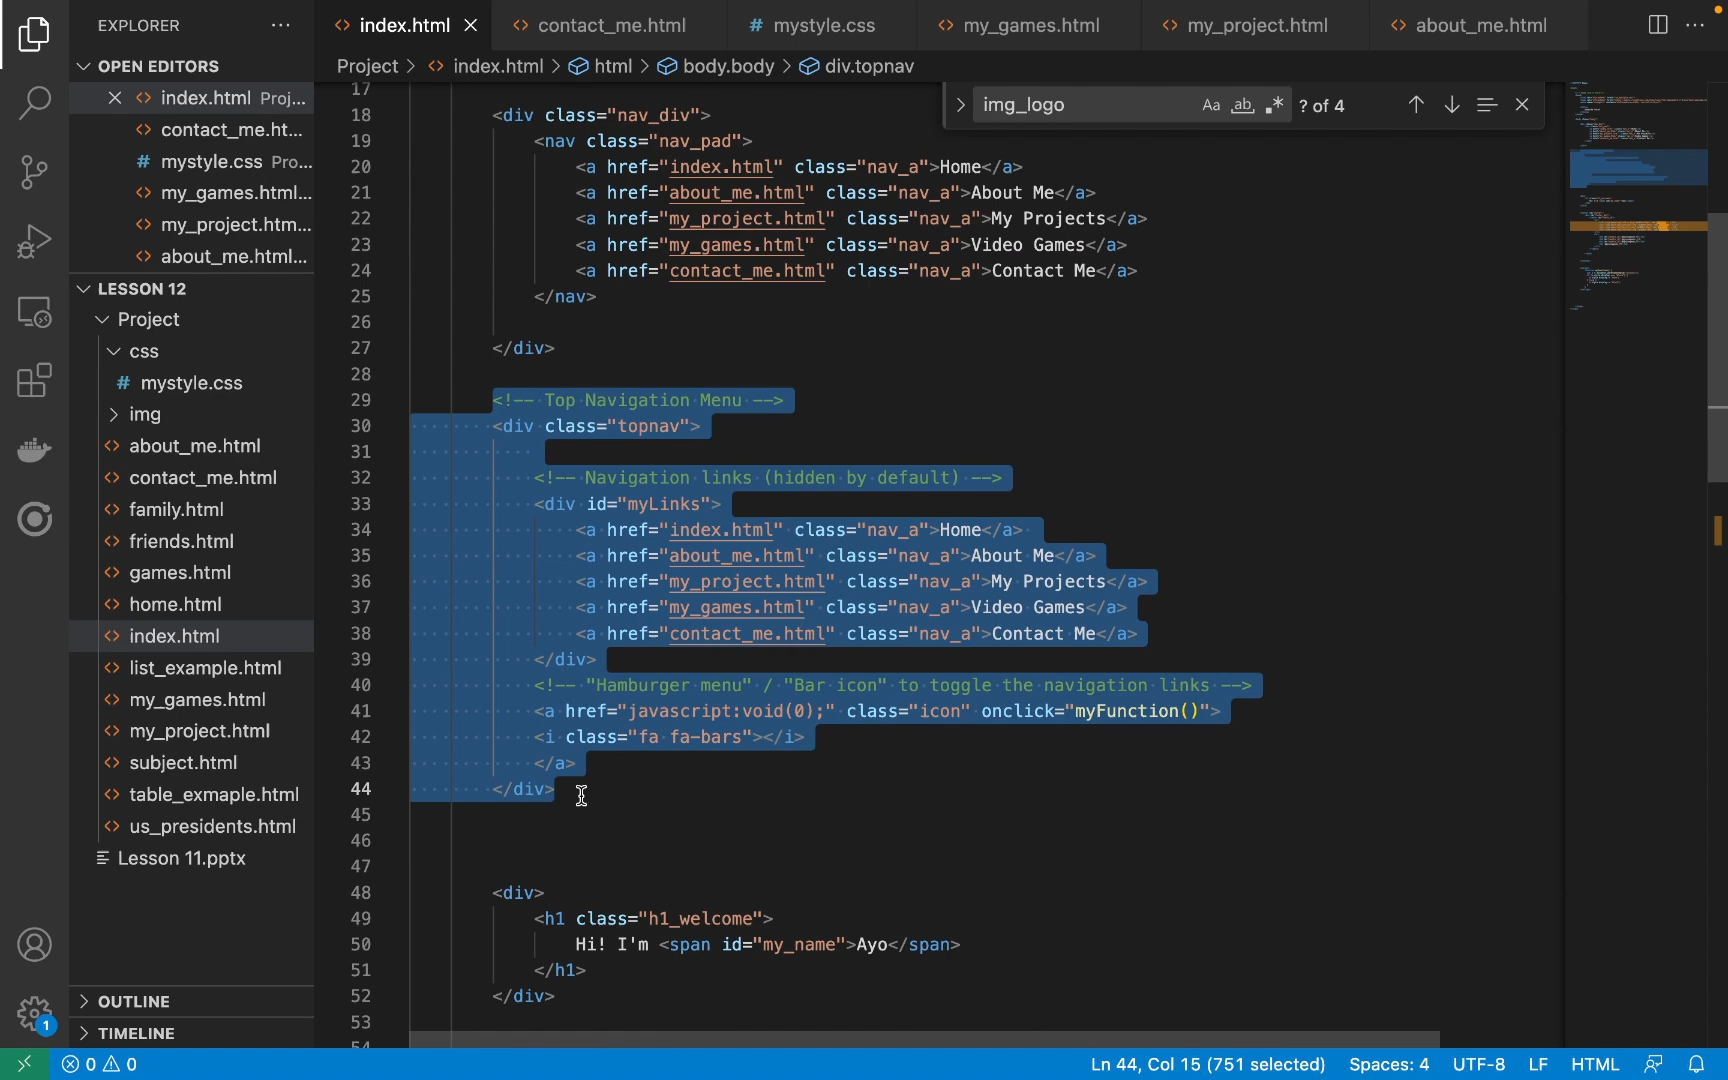 EXPLORER ...
OPEN EDITORS
index.html Proj...
contact_me.ht...
# mystyle.css Pro...
my_games.html...
my_project.htm...
about_me.html...
LESSON 12
Project
css
# mystyle.css
img
about_me.html
contact_me.html
family.html
friends.html
games.html
home.html
index.html
list_example.html
my_games.html
my_project.html
subject.html
table_exmaple.html
us_presidents.html
Lesson 11.pptx
OUTLINE
TIMELINE
1
index.html
contact_me.html
# mystyle.css
my_games.html
my_project.html
about_me.html
Project > index.html > html > body.body > div.topnav
img_logo Aa ab ? of 4
17
18 <div class="nav_div">
19 <nav class="nav_pad">
20 <a href="index.html" class="nav_a">Home</a>
21 <a href="about_me.html" class="nav_a">About Me</a>
22 <a href="my_project.html" class="nav_a">My Projects</a>
23 <a href="my_games.html" class="nav_a">Video Games</a>
24 <a href="contact_me.html" class="nav_a">Contact Me</a>
25 </nav>
26
27 </div>
28
29 <!-- Top Navigation Menu -->
30 <div class="topnav">
31
32 <!-- Navigation links (hidden by default) -->
33 <div id="myLinks">
34 <a href="index.html" class="nav_a">Home</a>
35 <a href="about_me.html" class="nav_a">About Me</a>
36 <a href="my_project.html" class="nav_a">My Projects</a>
37 <a href="my_games.html" class="nav_a">Video Games</a>
38 <a href="contact_me.html" class="nav_a">Contact Me</a>
39 </div>
40 <!-- "Hamburger menu" / "Bar icon" to toggle the navigation links -->
41 <a href="javascript:void(0);" class="icon" onclick="myFunction()">
42 <i class="fa fa-bars"></i>
43 </a>
44 </div>
45
46
47
48 <div>
49 <h1 class="h1_welcome">
50 Hi! I'm <span id="my_name">Ayo</span>
51 </h1>
52 </div>
53
54
0 0
Ln 44, Col 15 (751 selected) Spaces: 4 UTF-8 LF HTML